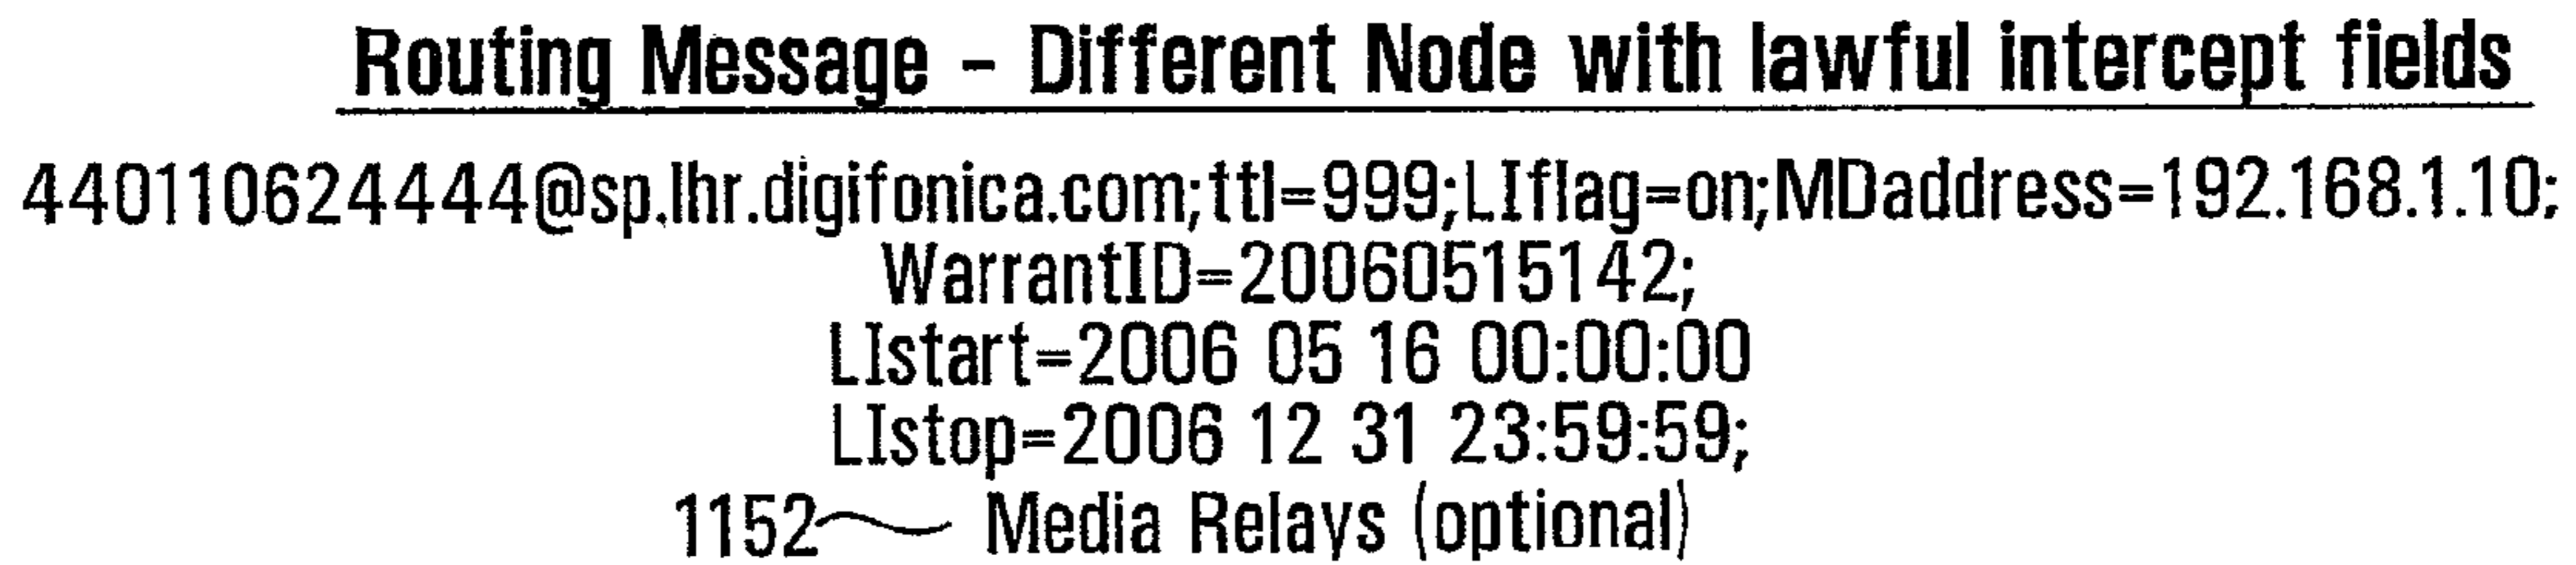 Routing Message - Different Node with lawful intercept fields
440110624444@sp.lhr.digifonica.com;ttl=999;LIflag=on;MDaddress=192.168.1.10;
WarrantID=20060515142;
LIstart=2006 05 16 00:00:00
LIstop=2006 12 31 23:59:59;
1152 Media Relays (optional)